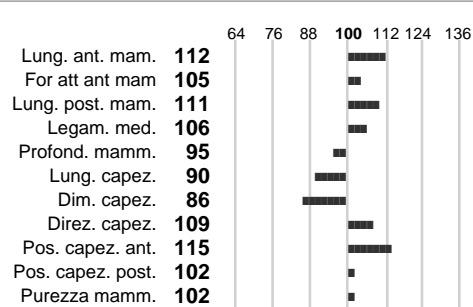 64 76 88 100 112 124 136
Lung. ant. mam. 112
For att ant mam 105
Lung. post. mam. 111
Legam. med. 106
Profond. mamm. 95
Lung. capez. 90
Dim. capez. 86
Direz. capez. 109
Pos. capez. ant. 115
Pos. capez. post. 102
Purezza mamm. 102